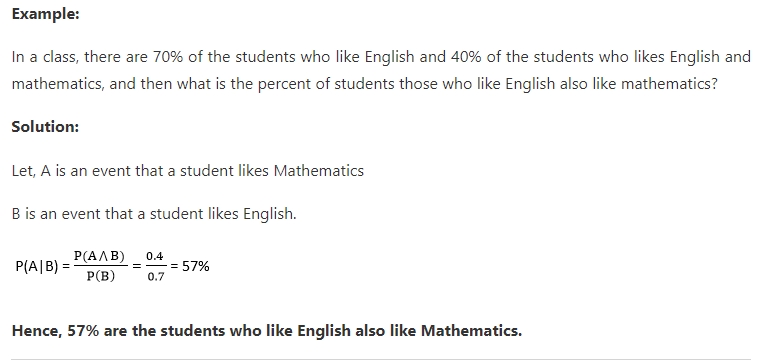 Example:
In a class, there are 70% of the students who like English and 40% of the students who likes English and
mathematics, and then what is the percent of students those who like English also like mathematics?
Solution:
Let, A is an event that a student likes Mathematics
B is an event that a student likes English.
P(A|B) = P(A⋀B)/P(B) = 0.4/0.7 = 57%
Hence, 57% are the students who like English also like Mathematics.